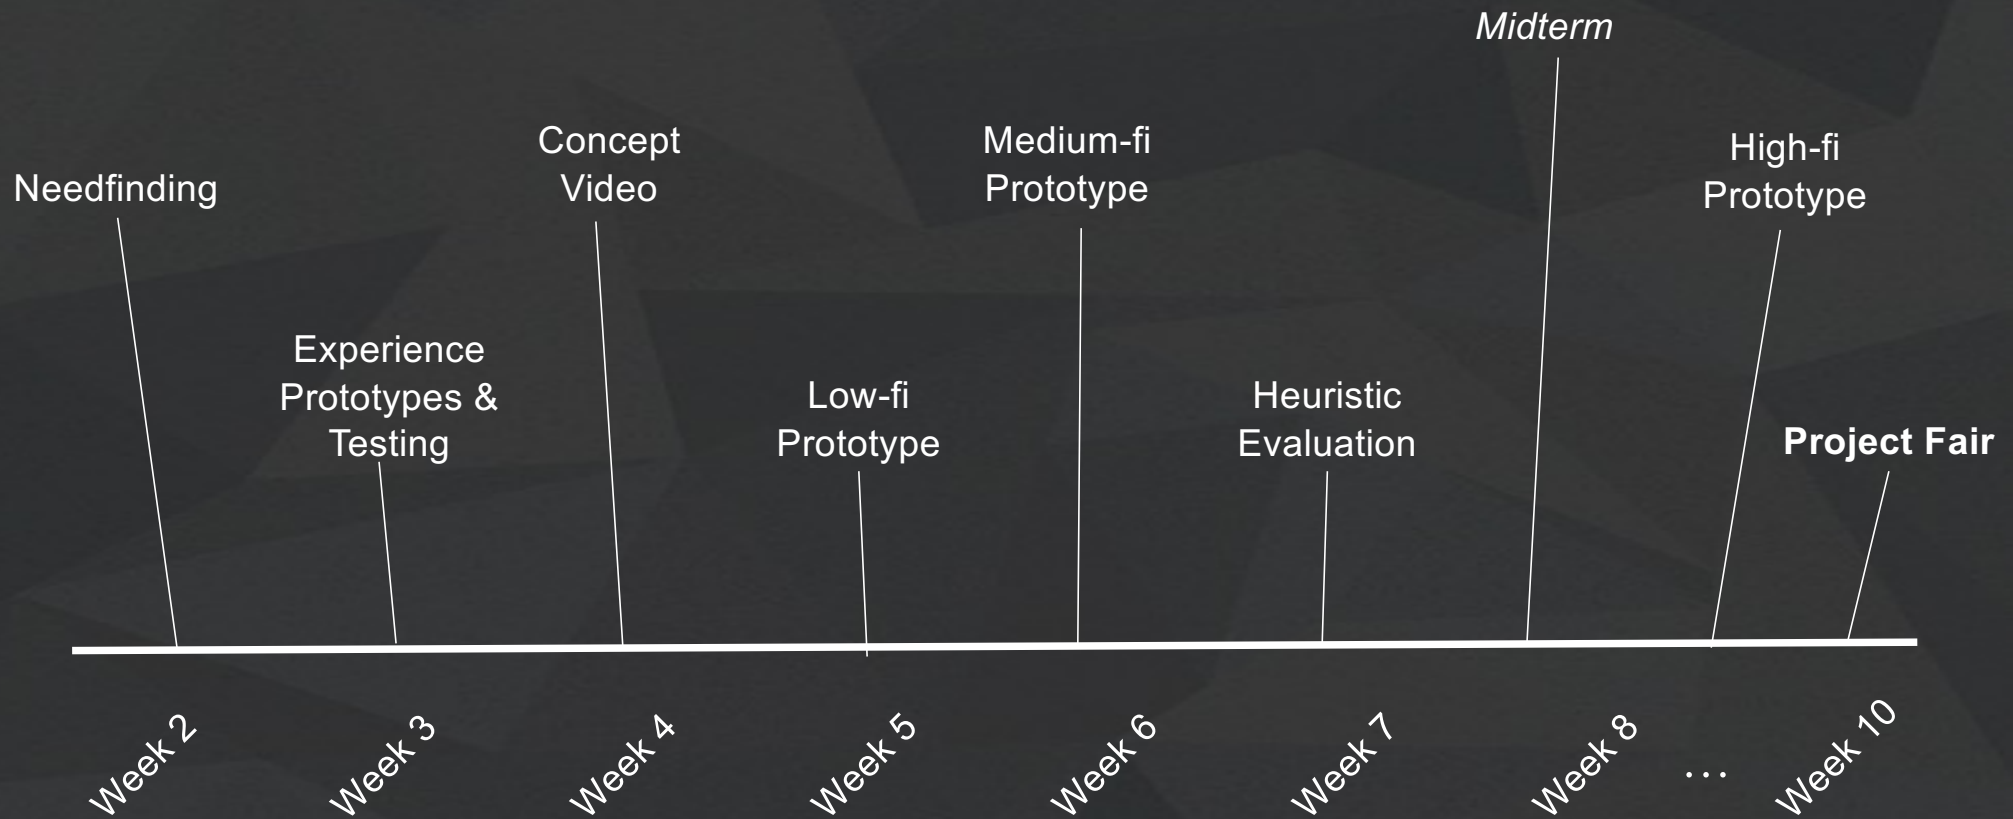 Midterm
Needfinding
Concept
Video
Medium-fi
Prototype
High-fi
Prototype
Experience
Prototypes &
Testing
Low-fi
Prototype
Heuristic
Evaluation
Project Fair
Week 2
Week 3
Week 4
Week 5
Week 6
Week 7
Week 8
…
Week 10